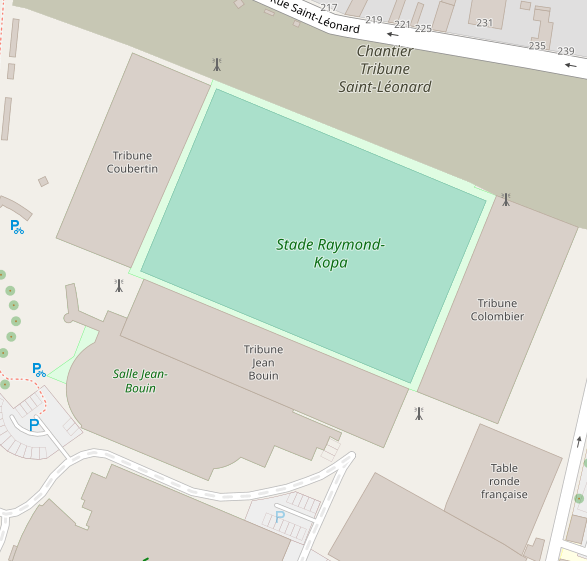 217
Rue Saint-Léonard
219
221
225
231
235
239
Chantier
Tribune
Saint-Léonard
Tribune
Coubertin
Stade Raymond-
Kopa
Tribune
Colombier
Tribune
Jean
Bouin
Salle Jean-
Bouin
P
P
P
P
Table
ronde
française